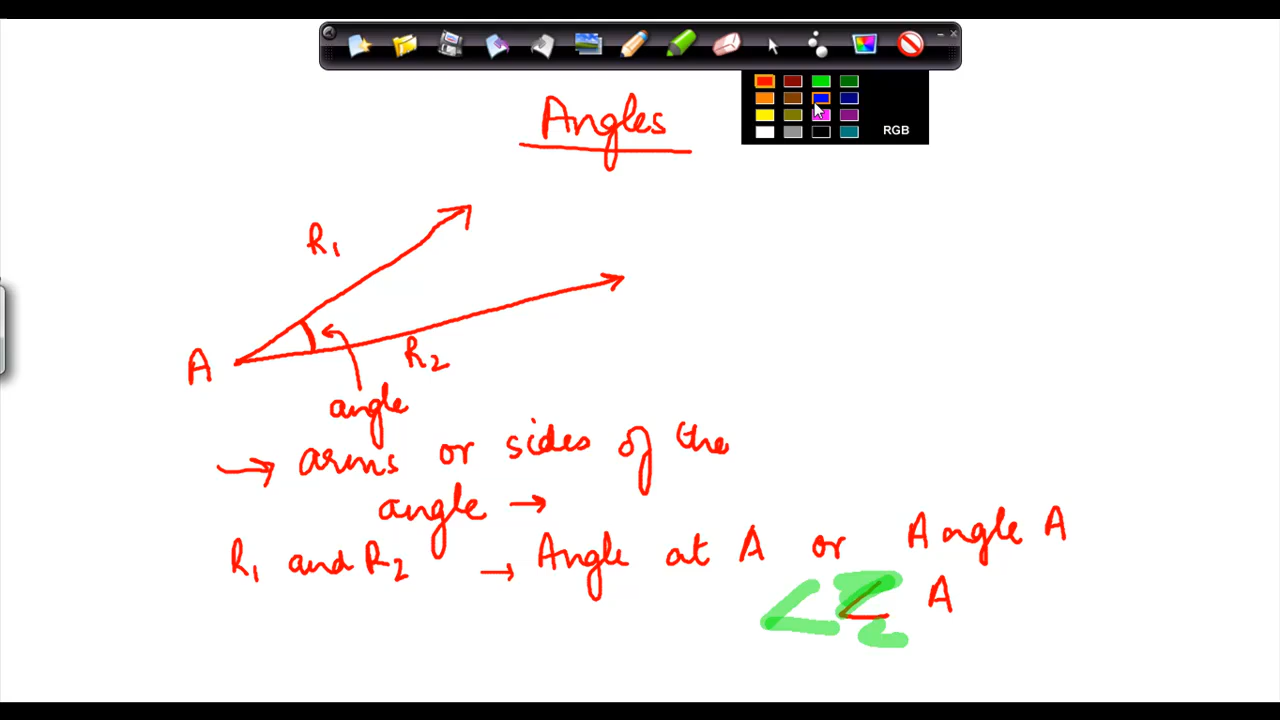 RGB
Angles
R1
A
R2
angle
→ arms or sides of the
angle →
R1 and R2 → Angle at A or Angle A
∠ A